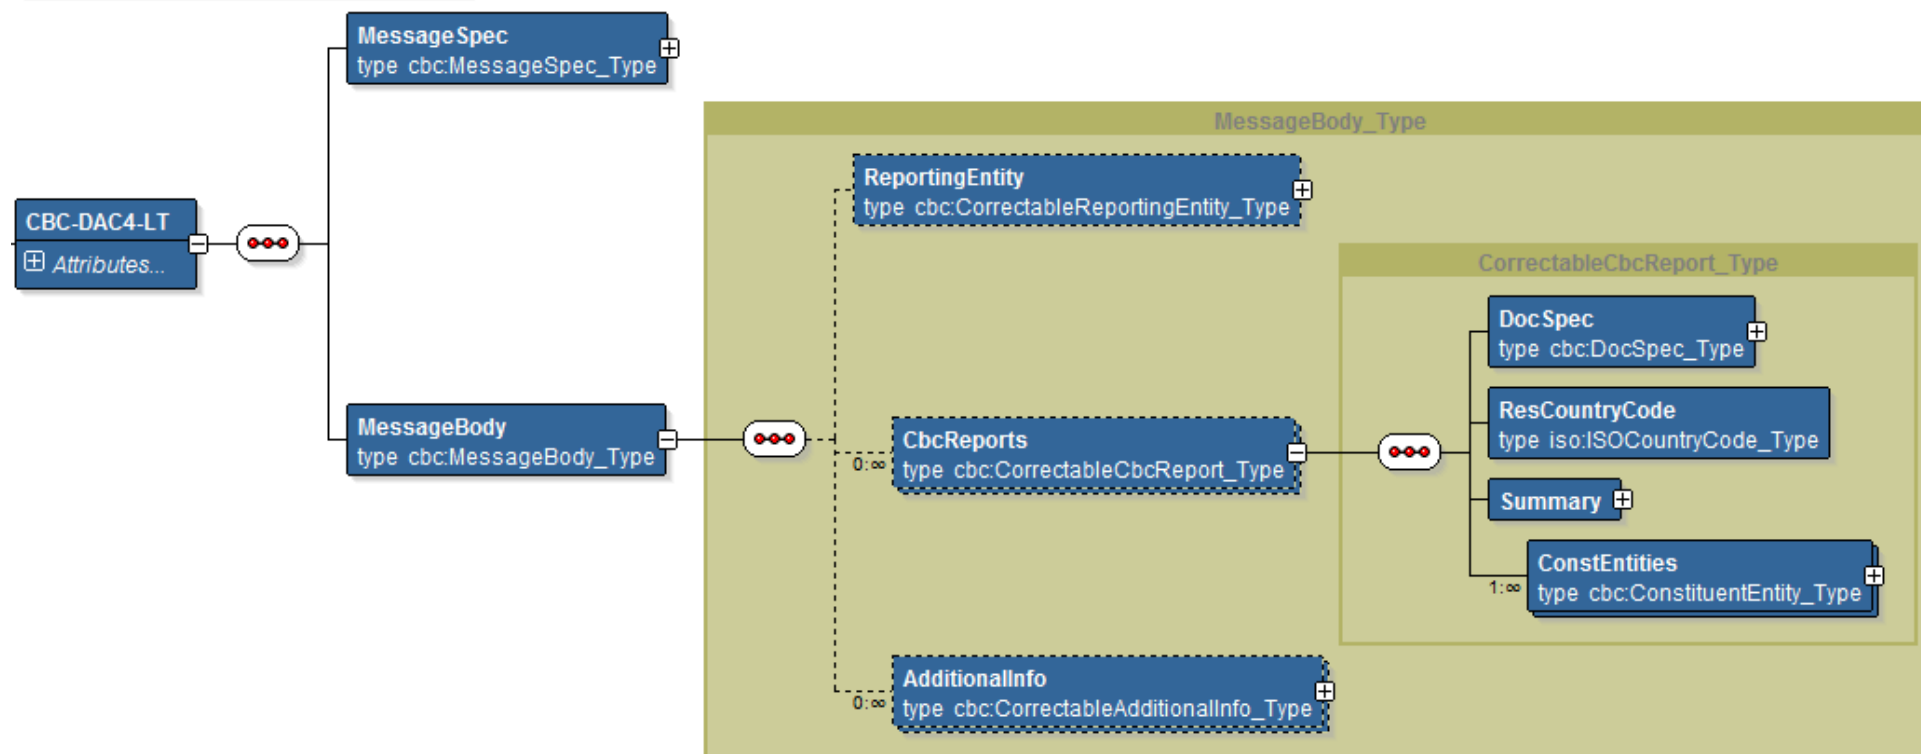 MessageSpec
type cbc:MessageSpec_Type
MessageBody_Type
ReportingEntity
type cbc:CorrectableReportingEntity_Type
CBC-DAC4-LT
Attributes...
CorrectableCbcReport_Type
DocSpec
type cbc:DocSpec_Type
ResCountryCode
type iso:ISOCountryCode_Type
MessageBody
type cbc:MessageBody_Type
CbcReports
type cbc:CorrectableCbcReport_Type
0:∞
Summary
ConstEntities
type cbc:ConstituentEntity_Type
1:∞
AdditionalInfo
type cbc:CorrectableAdditionalInfo_Type
0:∞